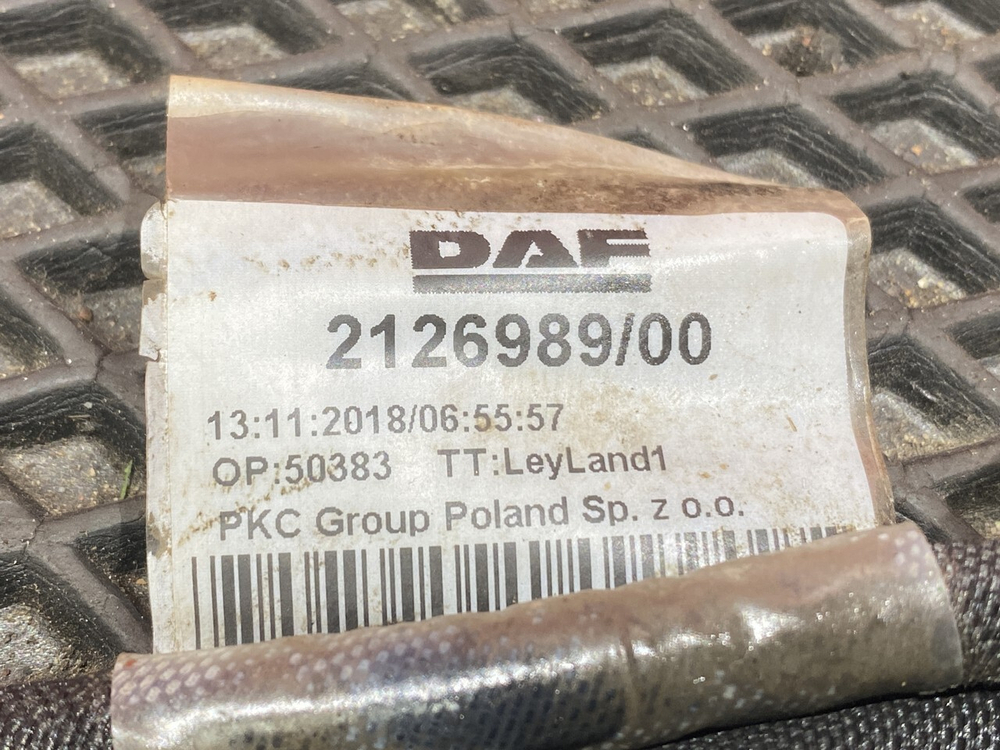 DAF
2126989/00
13:11:2018/06:55:57
OP:50383 TT:LeyLand1
PKC Group Poland Sp. z o.o.